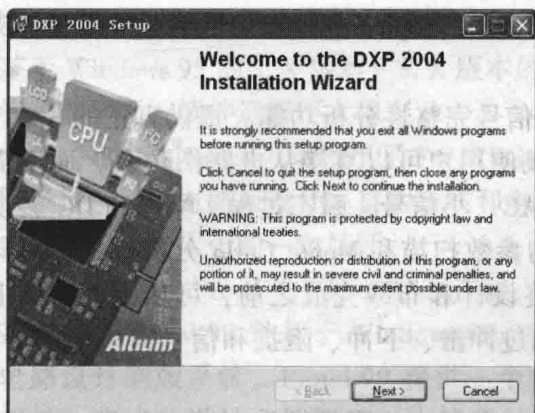 DXP 2004 Setup
Welcome to the DXP 2004
Installation Wizard
It is strongly recommended that you exit all Windows programs
before running this setup program.
Click Cancel to quit the setup program, then close any programs
you have running. Click Next to continue the installation.
WARNING: This program is protected by copyright law and
international treaties.
Unauthorized reproduction or distribution of this program, or any
portion of it, may result in severe civil and criminal penalties, and
will be prosecuted to the maximum extent possible under law.
LCD
CPU
I²C
Altium
< Back
Next >
Cancel